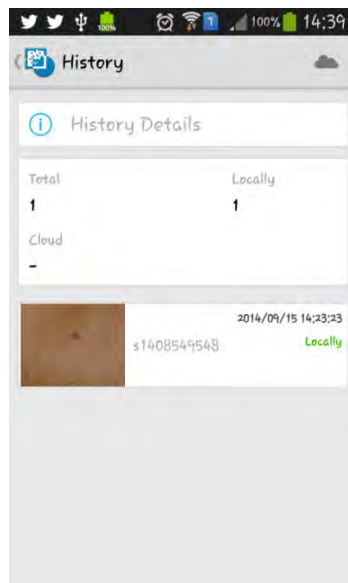 100% 100% 14:39
History
History Details
Total Locally
1 1
Cloud
-
2014/09/15 14:23:23
s1408549548 Locally